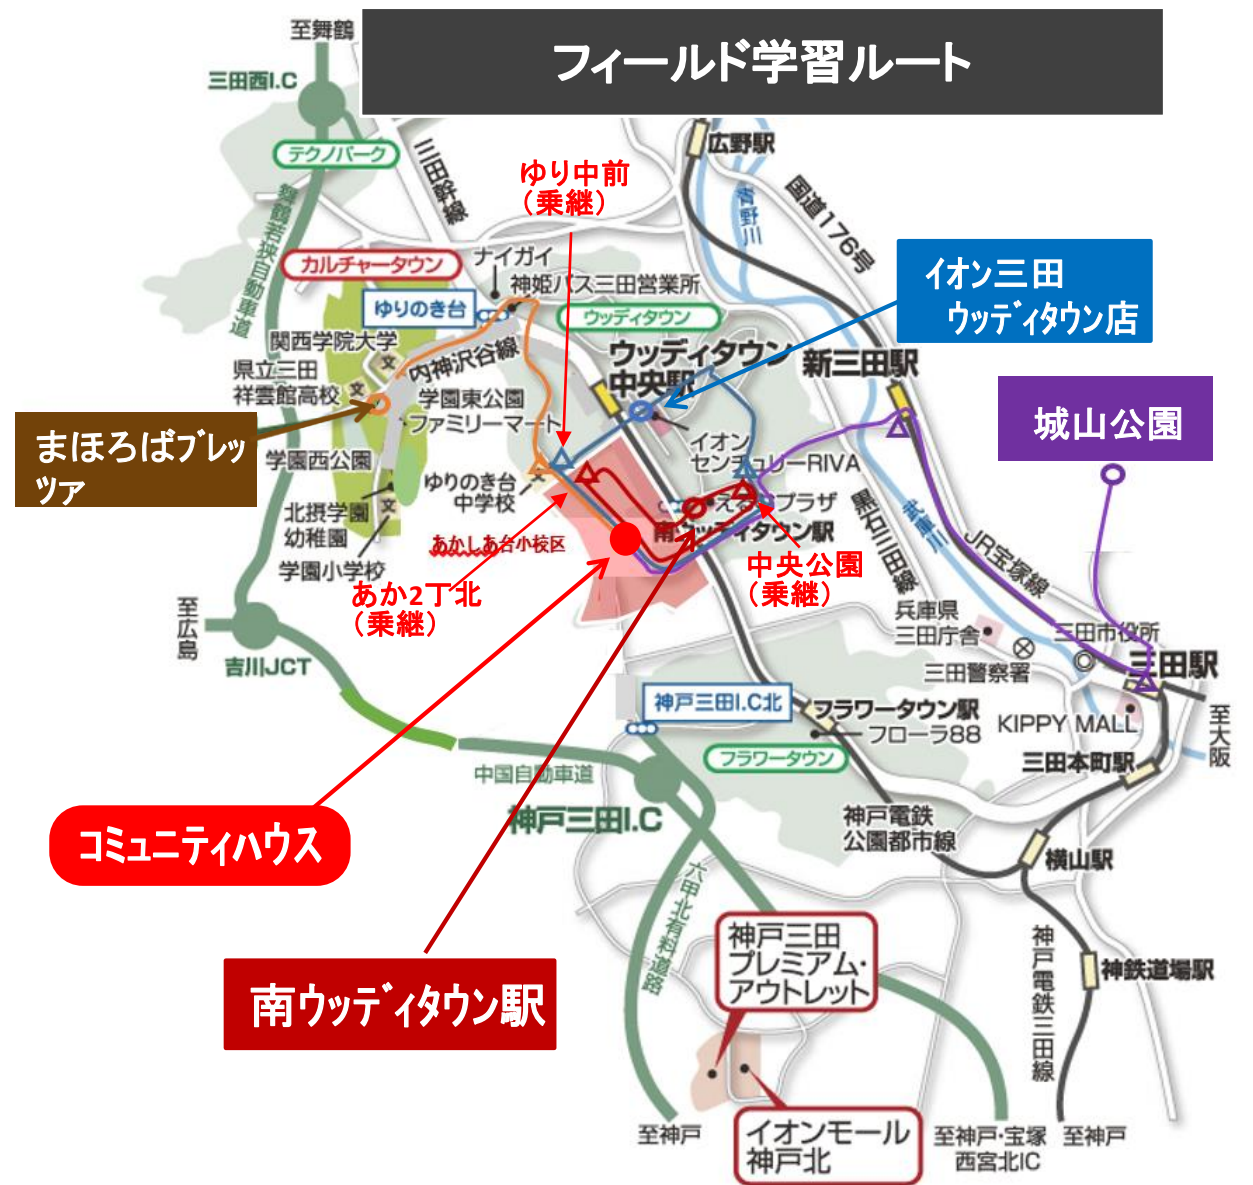 フィールド学習ルート
至舞鶴
三田西I.C
テクノパーク
三田幹線
舞鶴若狭自動車道
ゆり中前
（乗継）
広野駅
青野川
国道176号
カルチャータウン
ナイガイ
神姫バス三田営業所
ゆりのき台
ウッディタウン
イオン三田
ウッディタウン店
関西学院大学
文
内神沢谷線
県立三田
祥雲館高校
文
学園東公園
ファミリーマート
ウッディタウン
中央駅
新三田駅
城山公園
まほろばブレッ
ツァ
学園西公園
イオン
センチュリーRIVA
ゆりのき台
中学校
文
北摂学園
幼稚園
文
学園小学校
えるむプラザ
南ウッディタウン駅
黒石三田線
武庫川
JR宝塚線
あかしあ台小校区
あか2丁北
（乗継）
中央公園
（乗継）
至広島
吉川JCT
兵庫県
三田庁舎
三田市役所
三田警察署
三田駅
神戸三田I.C北
フラワータウン駅
フローラ88
KIPPY MALL
至大阪
フラワータウン
三田本町駅
中国自動車道
神戸三田I.C
神戸電鉄
公園都市線
横山駅
コミュニティハウス
六甲北有料道路
神戸三田
プレミアム・
アウトレット
神戸電鉄三田線
神鉄道場駅
南ウッディタウン駅
イオンモール
神戸北
至神戸
至神戸・宝塚
西宮北IC
至神戸